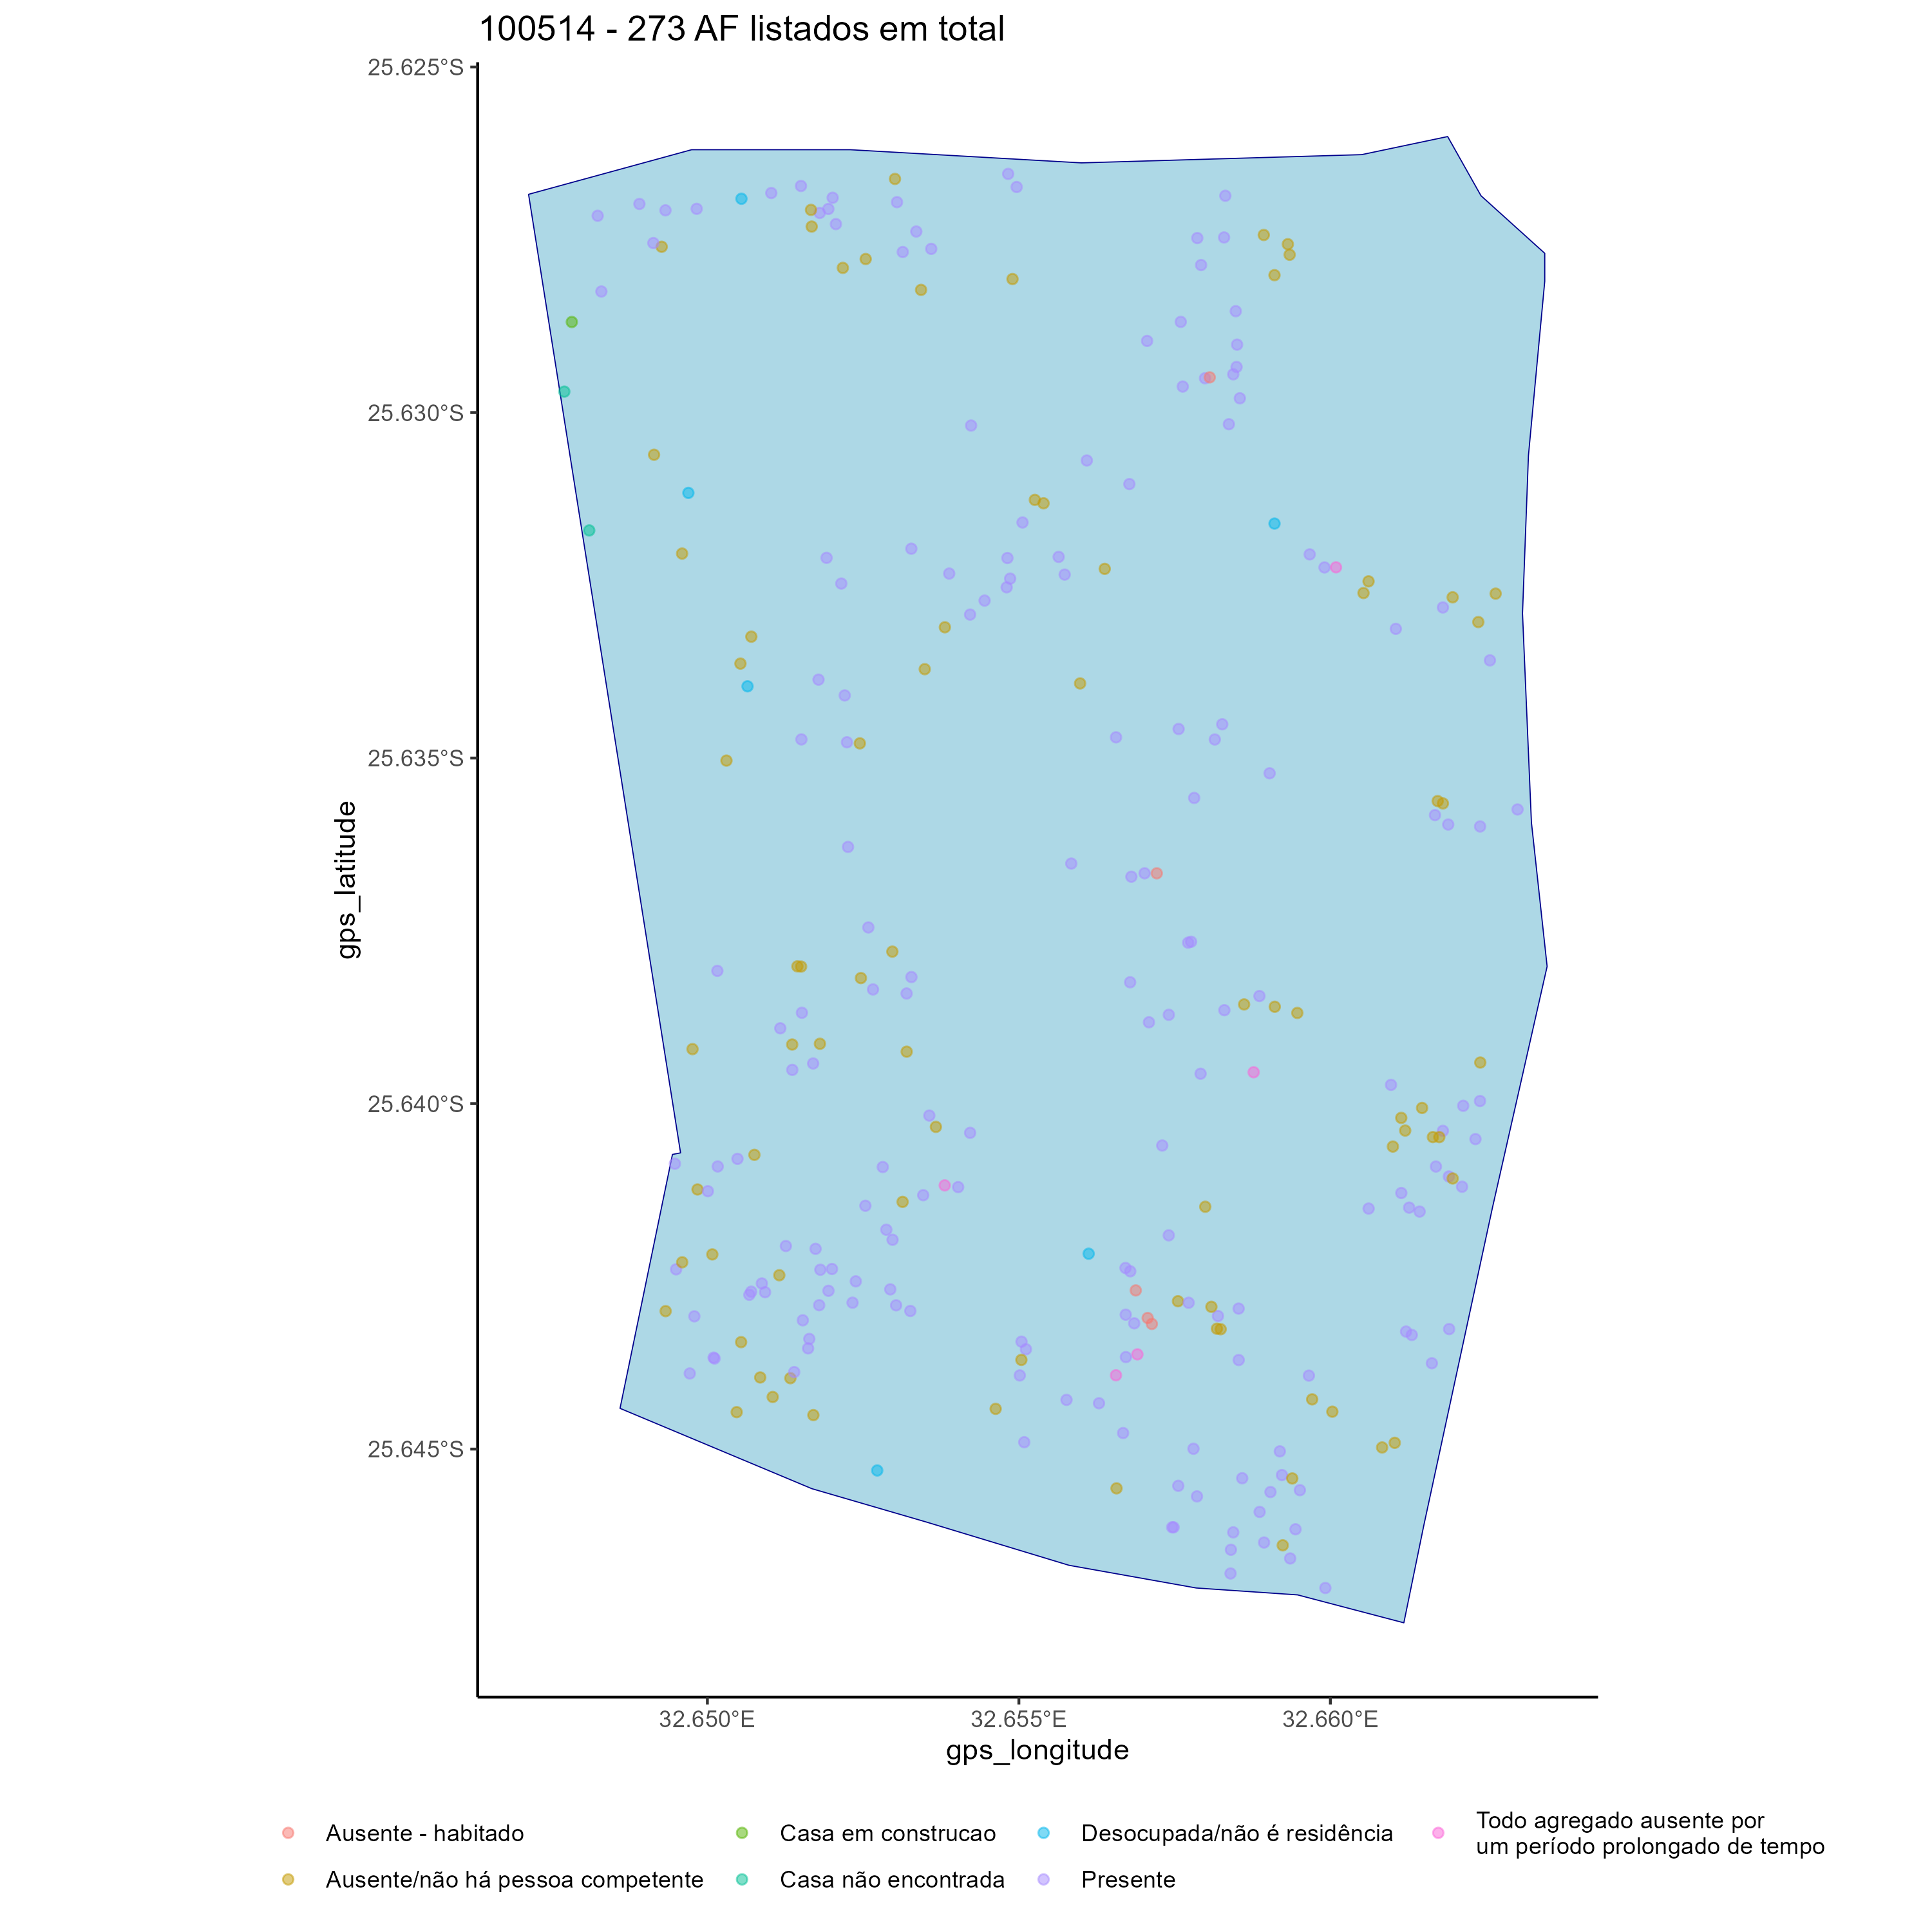 100514 - 273 AF listados em total
25.625°S
25.630°S
25.635°S
25.640°S
25.645°S
gps_latitude
32.650°E
32.655°E
32.660°E
gps_longitude
Ausente - habitado
Ausente/não há pessoa competente
Casa em construcao
Casa não encontrada
Desocupada/não é residência
Presente
Todo agregado ausente por
um período prolongado de tempo